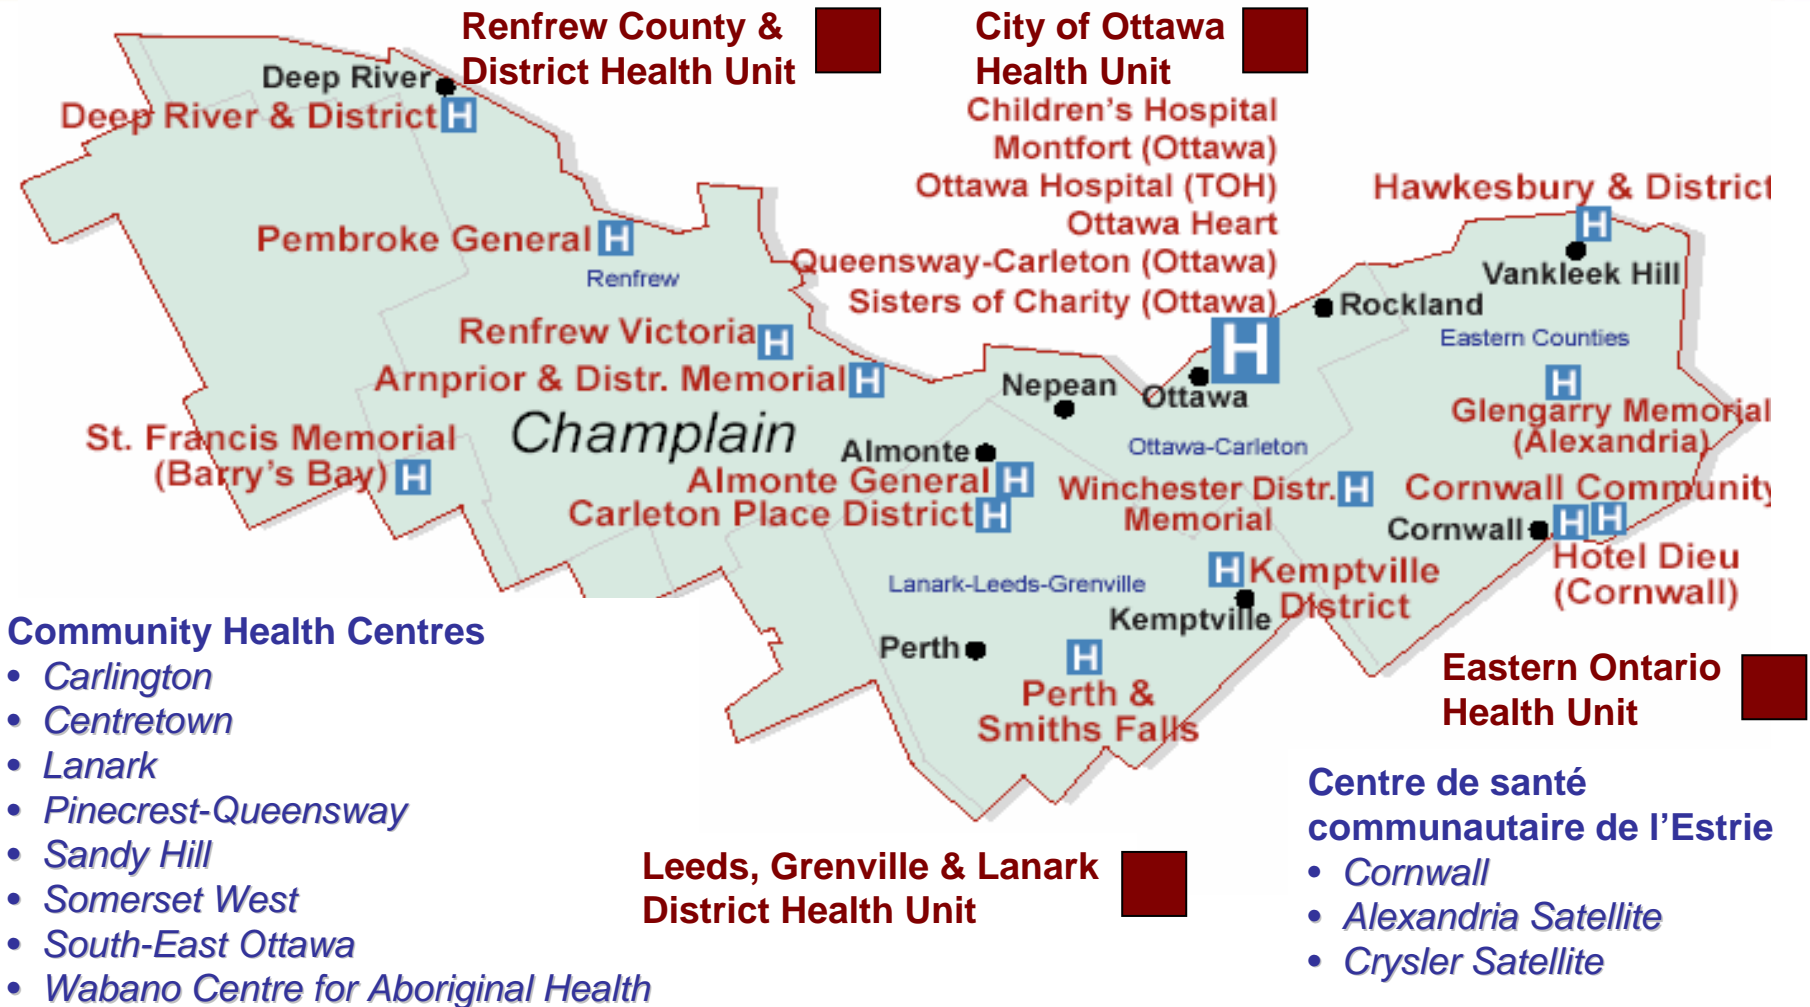 Renfrew County &
District Health Unit
City of Ottawa
Health Unit
Deep River
Deep River & District H
Children's Hospital
Montfort (Ottawa)
Ottawa Hospital (TOH)
Ottawa Heart
Queensway-Carleton (Ottawa)
Sisters of Charity (Ottawa)
H
Hawkesbury & District
H
Vankleek Hill
Pembroke General H
Renfrew
Rockland
Eastern Counties
Renfrew Victoria H
Arnprior & Distr. Memorial H
Nepean
Ottawa
H
Glengarry Memorial
(Alexandria)
Champlain
St. Francis Memorial
(Barry's Bay) H
Almonte
Ottawa-Carleton
Almonte General H
Carleton Place District H
Winchester Distr. H
Memorial
Cornwall Community
Cornwall H H
Hotel Dieu
(Cornwall)
Lanark-Leeds-Grenville
H Kemptville
District
Kemptville
Perth
H
Perth &
Smiths Falls
Community Health Centres
• Carlington
• Centretown
• Lanark
• Pinecrest-Queensway
• Sandy Hill
• Somerset West
• South-East Ottawa
• Wabano Centre for Aboriginal Health
Leeds, Grenville & Lanark
District Health Unit
Eastern Ontario
Health Unit
Centre de santé
communautaire de l'Estrie
• Cornwall
• Alexandria Satellite
• Crysler Satellite